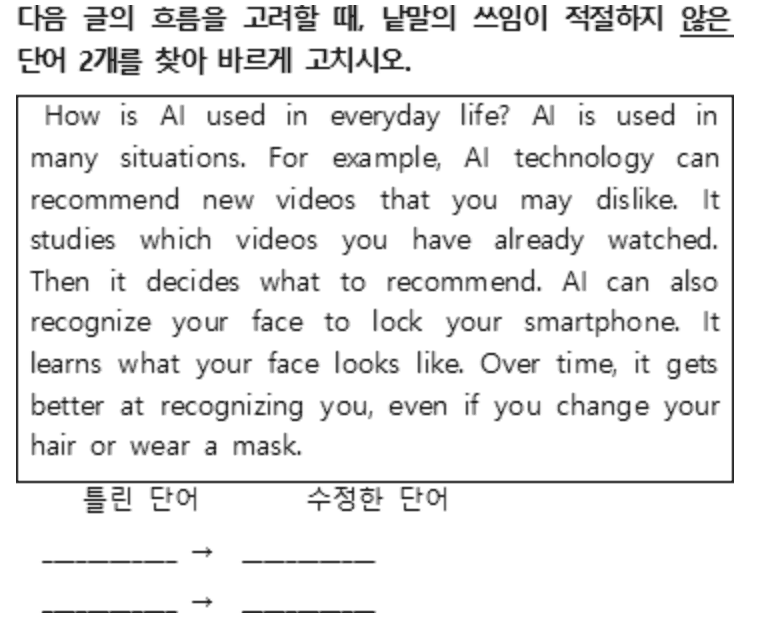 다음 글의 흐름을 고려할 때, 낱말의 쓰임이 적절하지 않은
단어 2개를 찾아 바르게 고치시오.
How is AI used in everyday life? AI is used in
many situations. For example, AI technology can
recommend new videos that you may dislike. It
studies which videos you have already watched.
Then it decides what to recommend. AI can also
recognize your face to lock your smartphone. It
learns what your face looks like. Over time, it gets
better at recognizing you, even if you change your
hair or wear a mask.
틀린 단어 수정한 단어
____________ → ____________
____________ → ____________